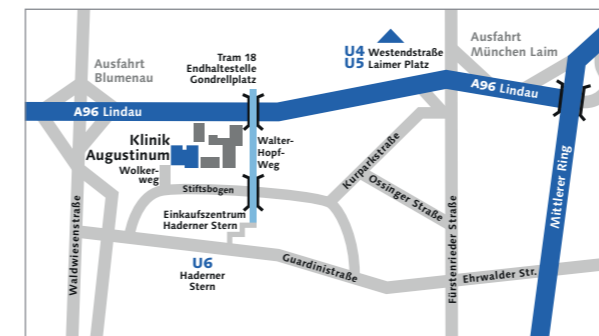 Ausfahrt
Blumenau
Tram 18
Endhaltestelle
Gondrellplatz
U4 Westendstraße
U5 Laimer Platz
Ausfahrt
München Laim
A96 Lindau
A96 Lindau
Klinik
Augustinum
Wolker-
weg
Walter-
Hopf-
Weg
Stiftsbogen
Kurparkstraße
Ossinger Straße
Einkaufszentrum
Haderner Stern
U6
Haderner
Stern
Guardinistraße
Ehrwalder Str.
Waldwiesenstraße
Fürstenrieder Straße
Mittlerer Ring